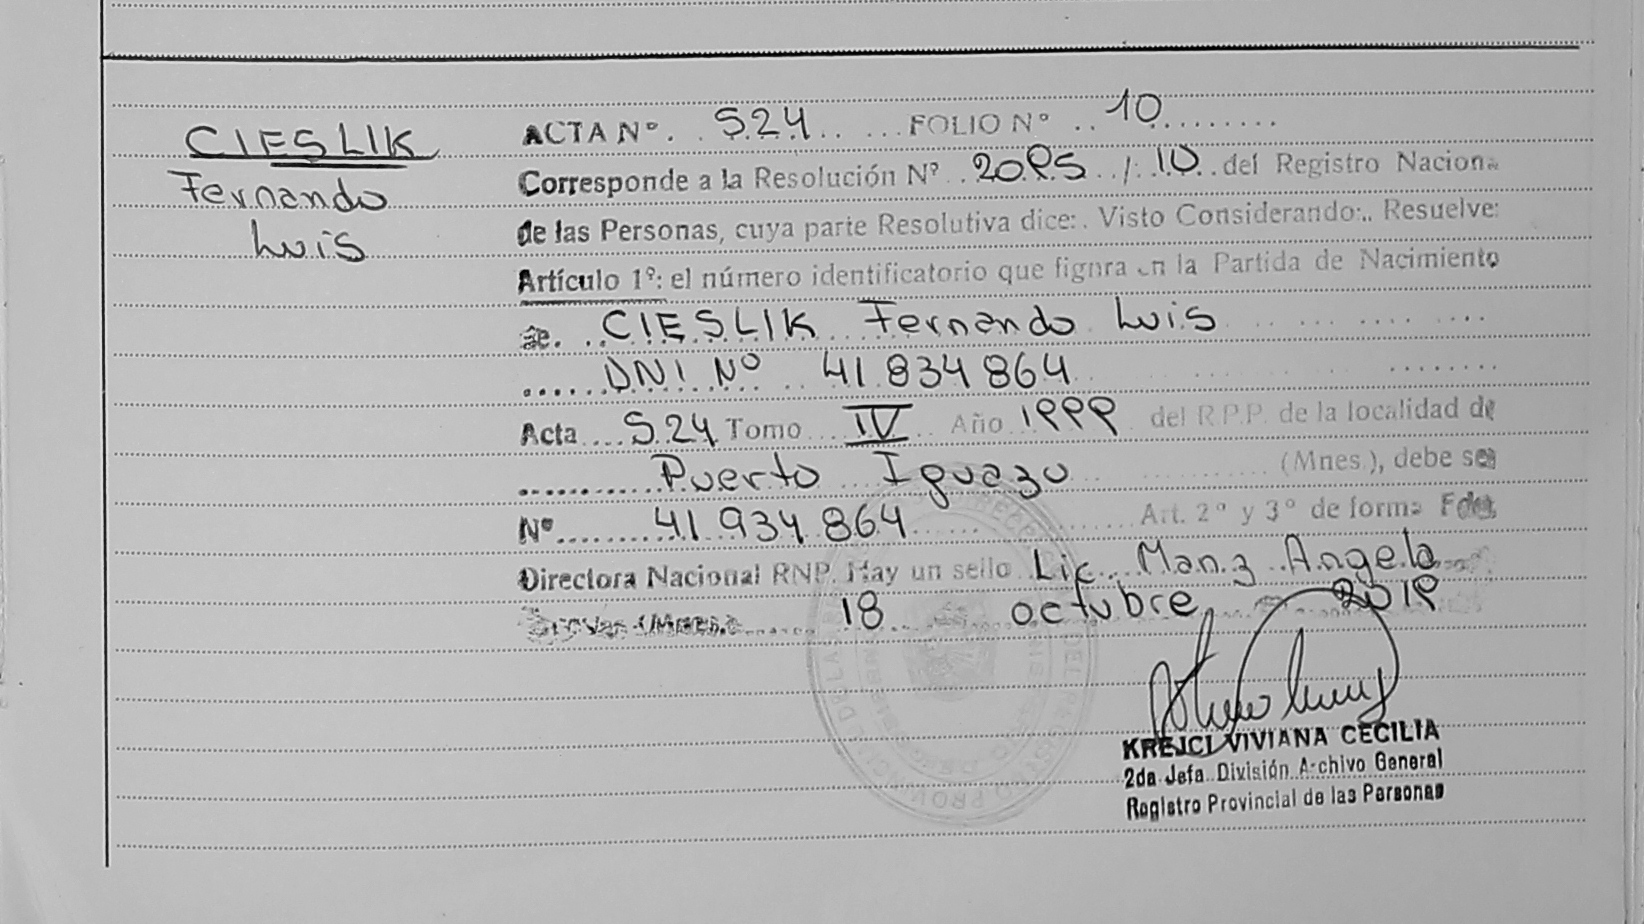 CIESLIK
Fernando
Luis
ACTA Nº. 524 FOLIO Nº 10
Corresponde a la Resolución Nº 2095 / 10 del Registro Naciona
de las Personas, cuya parte Resolutiva dice: Visto Considerando: Resuelve:
Artículo 1º: el número identificatorio que figura en la Partida de Nacimiento
de. CIESLIK Fernando Luis
DNI Nº 41 834 864
Acta 524 Tomo IV Año 1999 del R.P.P. de la localidad de
Puerto Iguazu
(Mnes.), debe ser
Nº 41.934.864 Art. 2º y 3º de forma Fdo.
Directora Nacional RNP. Hay un sello Lic. Angela
18 octubre 2019
KREJCI VIVIANA CECILIA
2da Jefa División Archivo General
Registro Provincial de las Personas